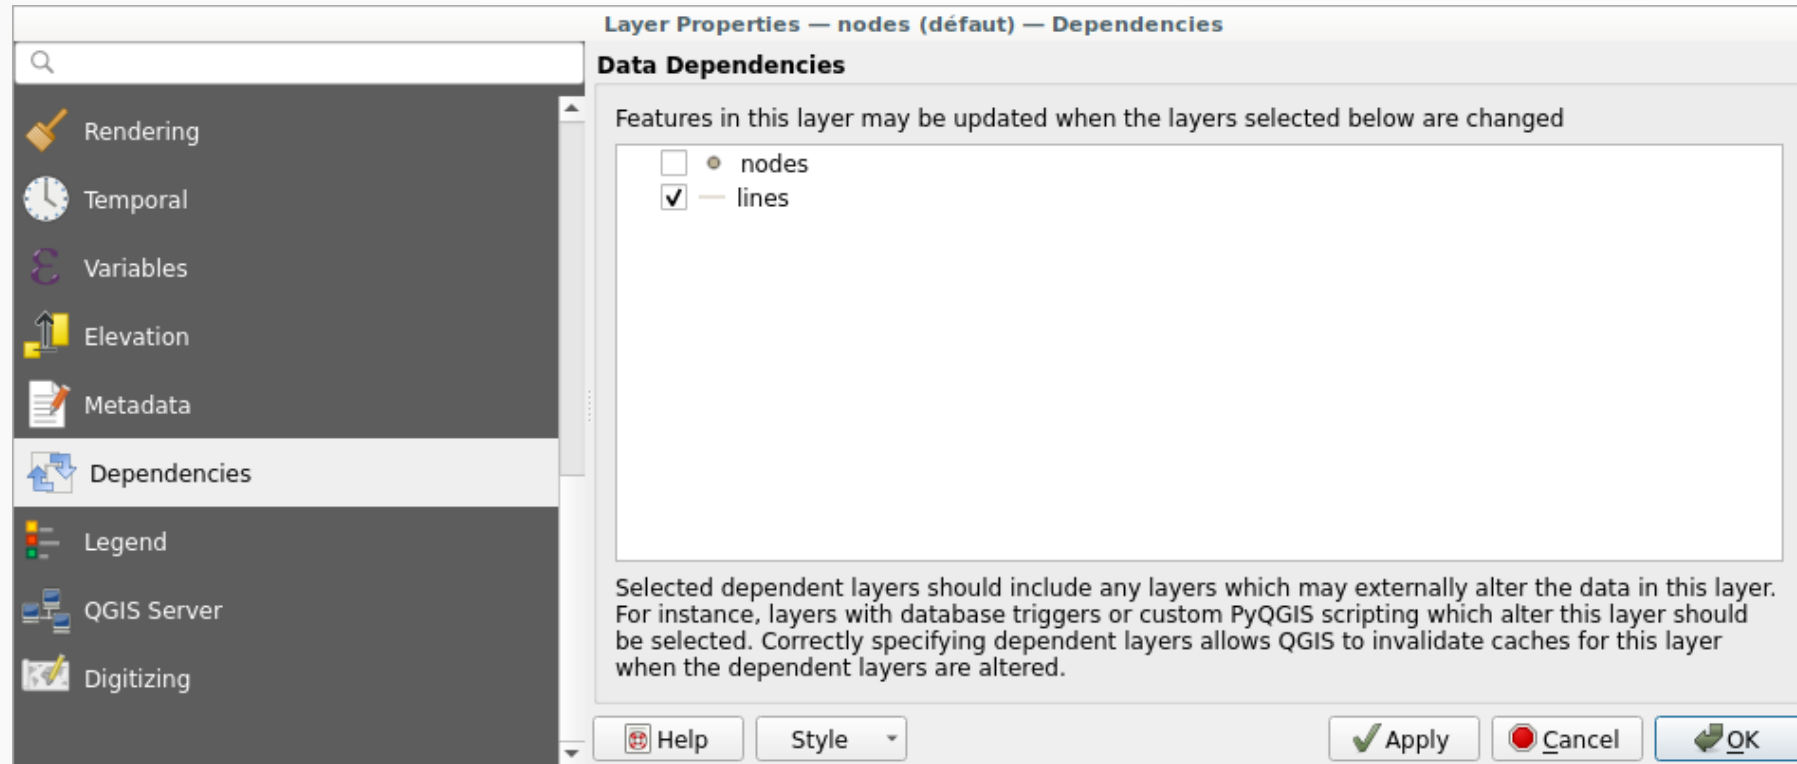 Layer Properties — nodes (défaut) — Dependencies
Rendering
Temporal
Variables
Elevation
Metadata
Dependencies
Legend
QGIS Server
Digitizing
Data Dependencies
Features in this layer may be updated when the layers selected below are changed
nodes
lines
Selected dependent layers should include any layers which may externally alter the data in this layer.
For instance, layers with database triggers or custom PyQGIS scripting which alter this layer should
be selected. Correctly specifying dependent layers allows QGIS to invalidate caches for this layer
when the dependent layers are altered.
Help
Style
Apply
Cancel
OK